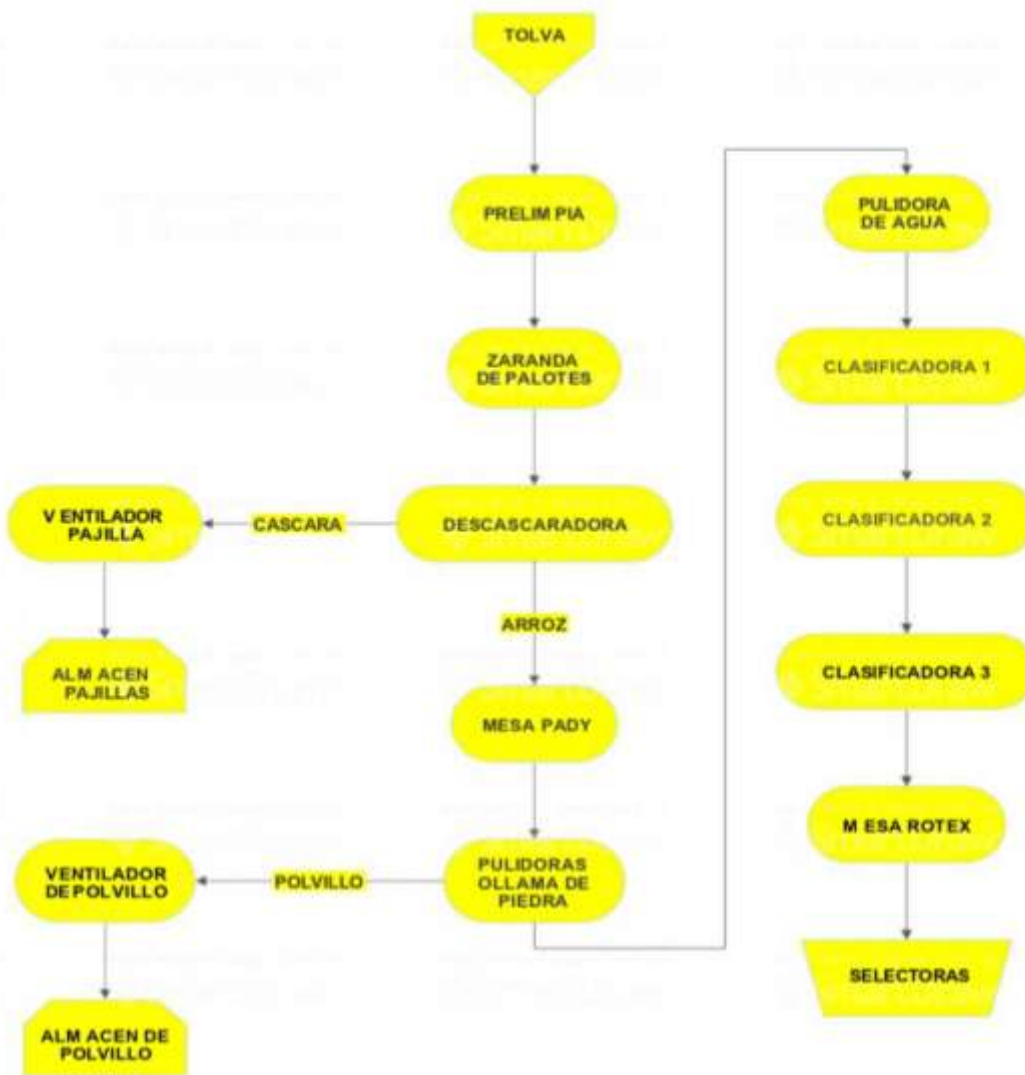 TOLVA
PRELIM PIA
ZARANDA
DE PALOTES
DESCASCARADORA
CASCARA
V ENTILADOR
PAJILLA
ALM ACEN
PAJILLAS
ARROZ
MESA PADY
PULIDORAS
OLLAMA DE
PIEDRA
POLVILLO
VENTILADOR
DE POLVILLO
ALM ACEN DE
POLVILLO
PULIDORA
DE AGUA
CLASIFICADORA 1
CLASIFICADORA 2
CLASIFICADORA 3
M ESA ROTEX
SELECTORAS